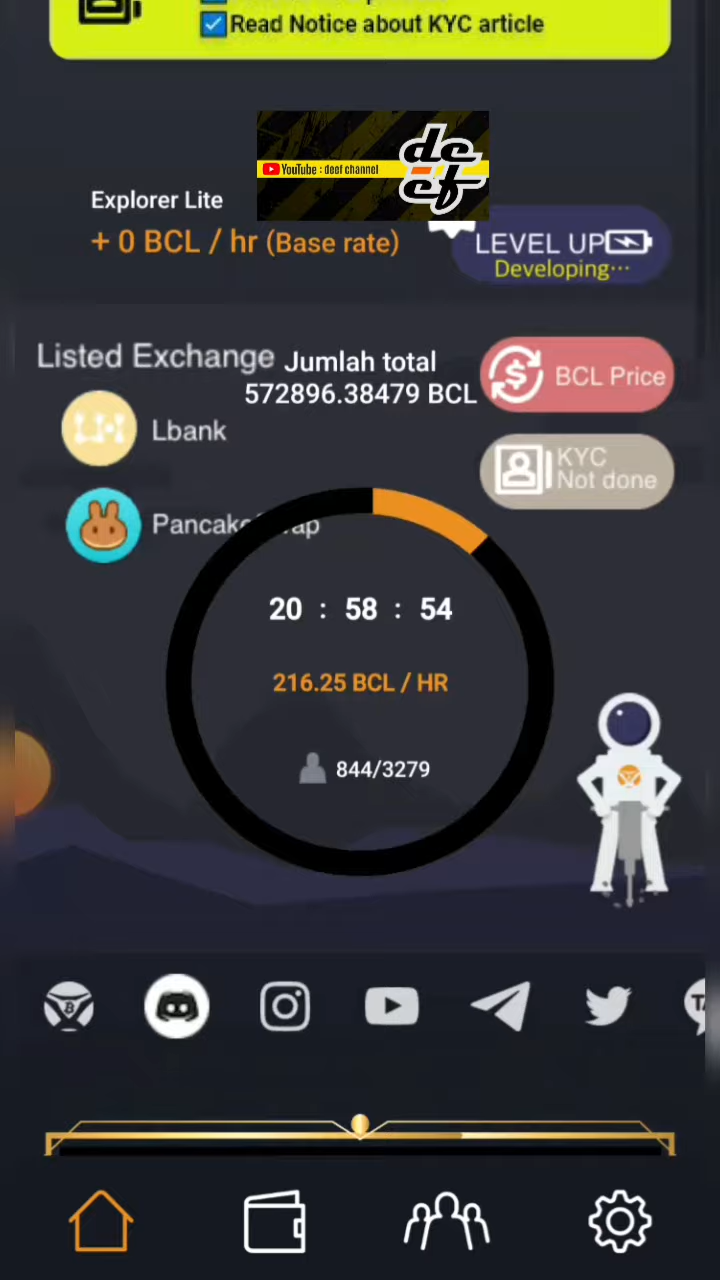 Read Notice about KYC article
YouTube : deef channel
deef
Explorer Lite
+ 0 BCL / hr (Base rate)
LEVEL UP
Developing···
Listed Exchange
Jumlah total
572896.38479 BCL
BCL Price
Lbank
KYC
Not done
PancakeSwap
20 : 58 : 54
216.25 BCL / HR
844/3279